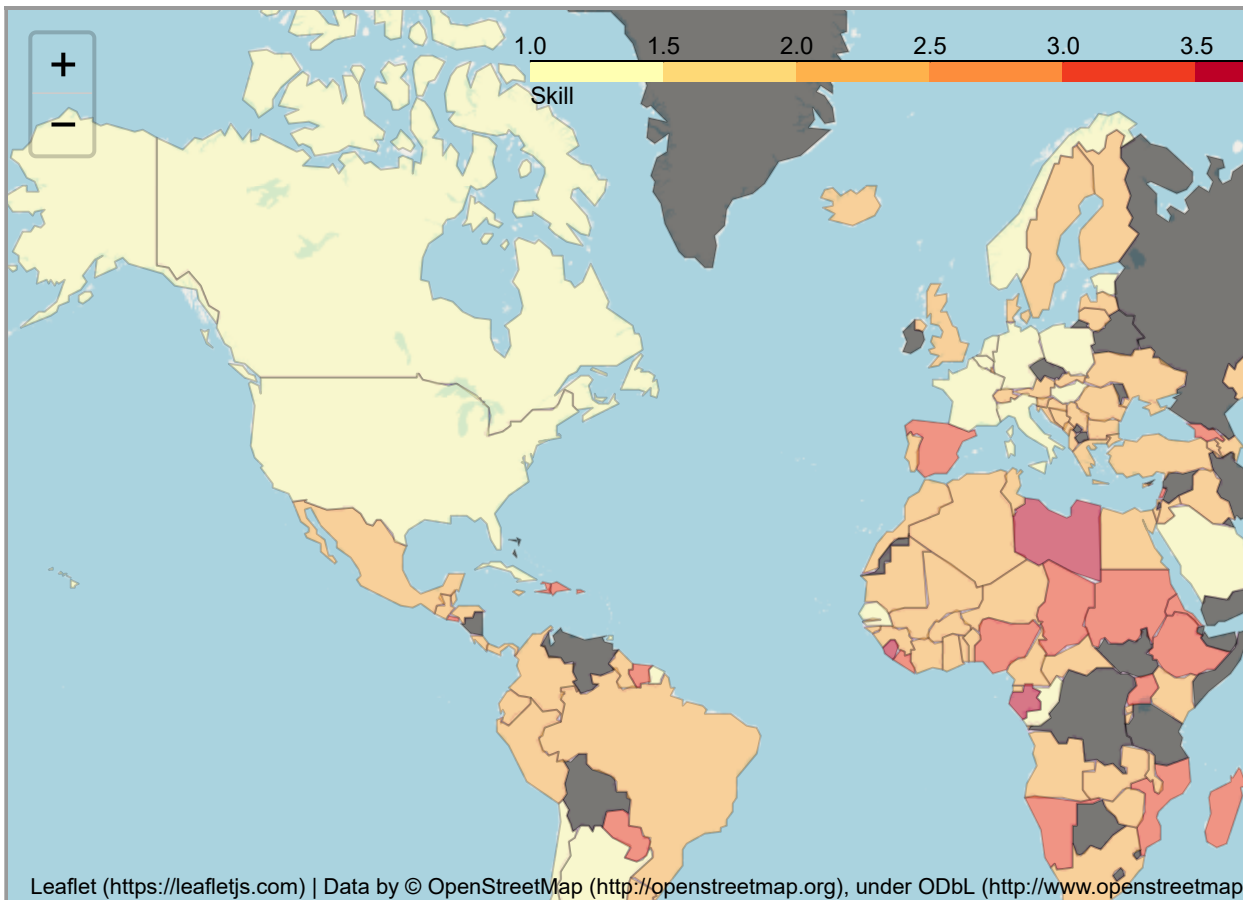 +
1.0 1.5 2.0 2.5 3.0 3.5
−
Skill
Leaflet (https://leafletjs.com) | Data by © OpenStreetMap (http://openstreetmap.org), under ODbL (http://www.openstreetmap